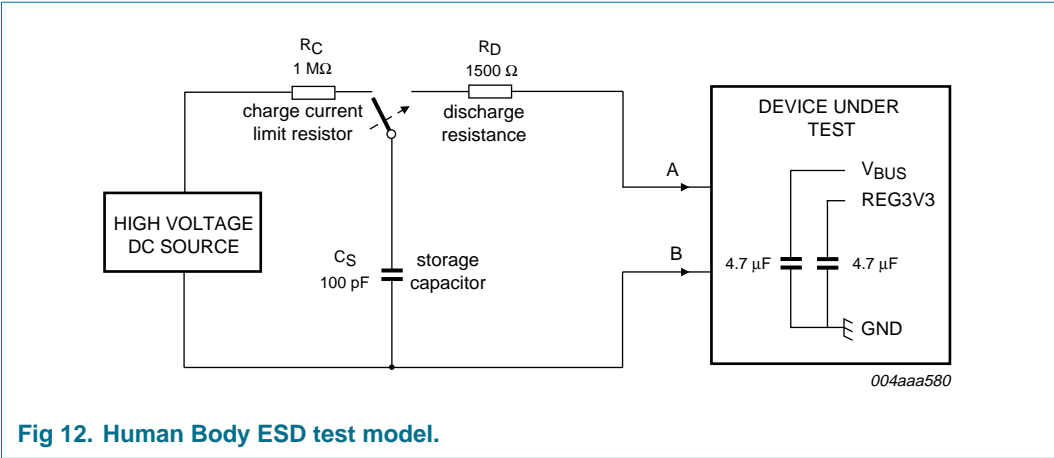 RC
1 MΩ
charge current
limit resistor
RD
1500 Ω
discharge
resistance
HIGH VOLTAGE
DC SOURCE
CS
100 pF
storage
capacitor
A
B
DEVICE UNDER
TEST
VBUS
REG3V3
4.7 μF
4.7 μF
GND
004aaa580
Fig 12. Human Body ESD test model.